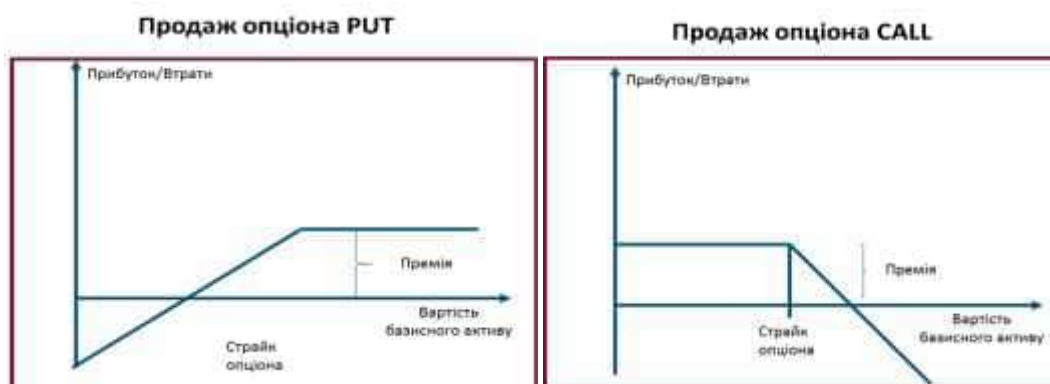 Продаж опціона PUT
Прибуток/Втрати
Премія
Вартість
базисного активу
Страйк
опціона
Продаж опціона CALL
Прибуток/Втрати
Премія
Вартість
базисного активу
Страйк
опціона